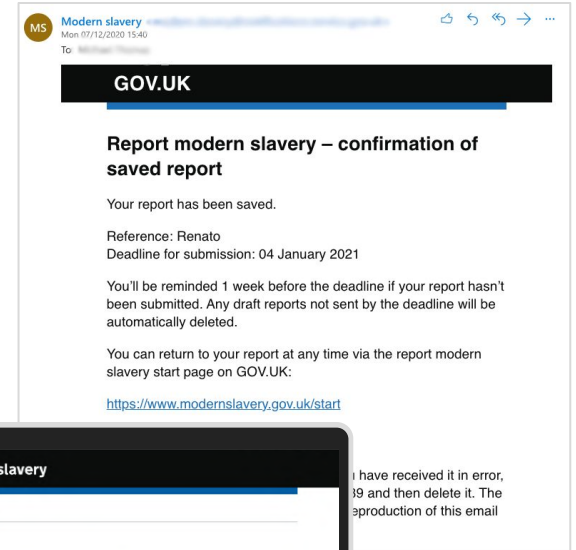 MS
Modern slavery
Mon 07/12/2020 15:40
To:
GOV.UK
Report modern slavery – confirmation of
saved report
Your report has been saved.
Reference: Renato
Deadline for submission: 04 January 2021
You’ll be reminded 1 week before the deadline if your report hasn’t
been submitted. Any draft reports not sent by the deadline will be
automatically deleted.
You can return to your report at any time via the report modern
slavery start page on GOV.UK:
https://www.modernslavery.gov.uk/start
slavery
have received it in error,
39 and then delete it. The
eproduction of this email